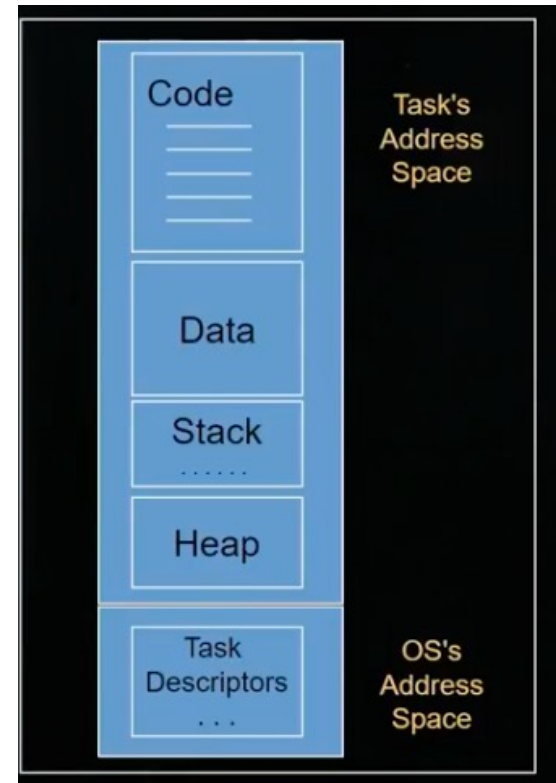 Code
Task's
Address
Space
Data
Stack
......
Heap
Task
Descriptors
...
OS's
Address
Space